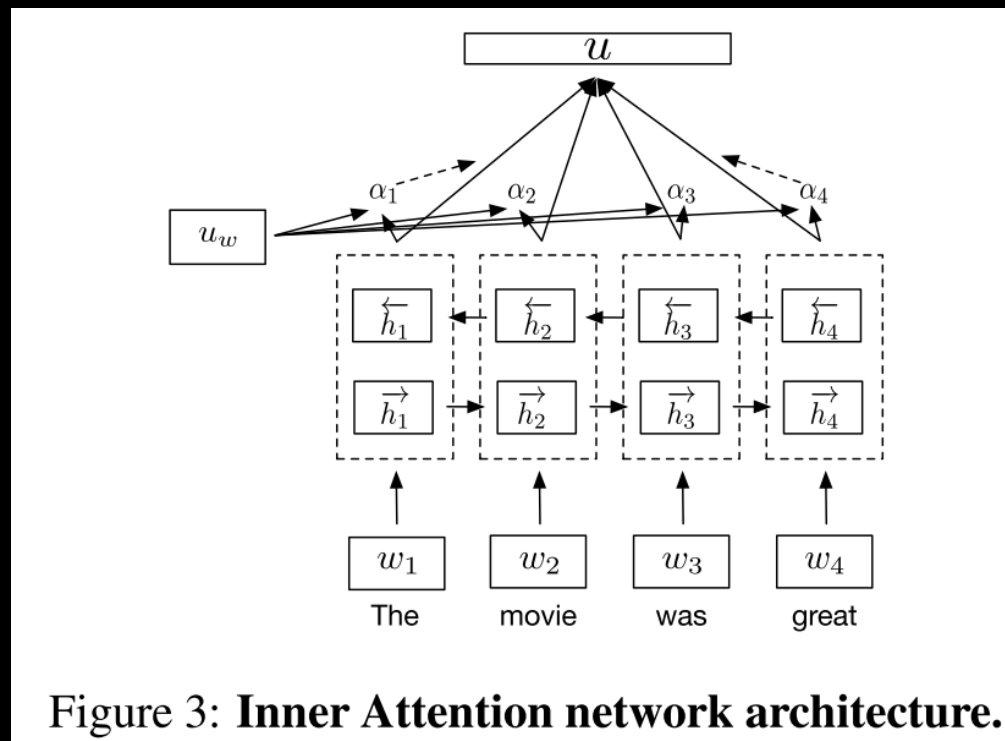 u
α₁ α₂ α₃ α₄
u_w
←h₁ ←h₂ ←h₃ ←h₄
→h₁ →h₂ →h₃ →h₄
w₁ w₂ w₃ w₄
The movie was great
Figure 3: Inner Attention network architecture.